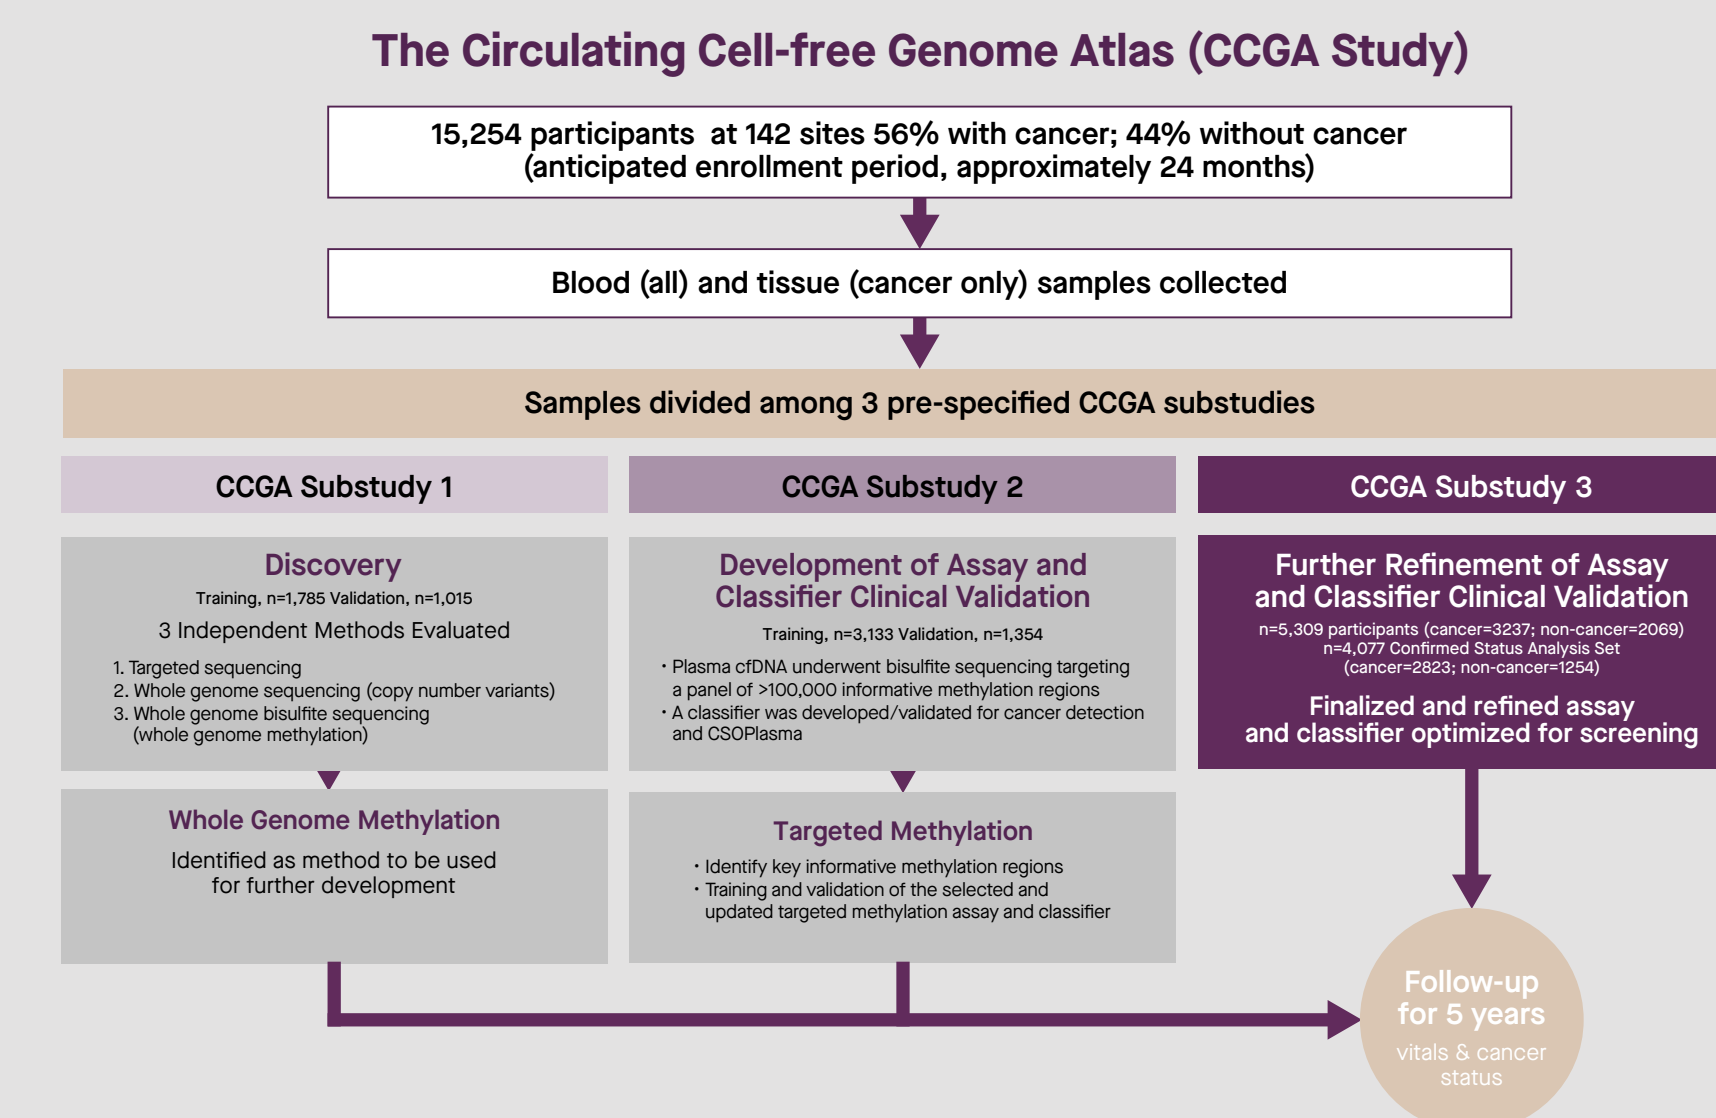 The Circulating Cell-free Genome Atlas (CCGA Study)
15,254 participants at 142 sites 56% with cancer; 44% without cancer
(anticipated enrollment period, approximately 24 months)
Blood (all) and tissue (cancer only) samples collected
Samples divided among 3 pre-specified CCGA substudies
CCGA Substudy 1
Discovery
Training, n=1,785 Validation, n=1,015
3 Independent Methods Evaluated
1. Targeted sequencing
2. Whole genome sequencing (copy number variants)
3. Whole genome bisulfite sequencing
(whole genome methylation)
Whole Genome Methylation
Identified as method to be used
for further development
CCGA Substudy 2
Development of Assay and
Classifier Clinical Validation
Training, n=3,133 Validation, n=1,354
· Plasma cfDNA underwent bisulfite sequencing targeting
a panel of >100,000 informative methylation regions
· A classifier was developed/validated for cancer detection
and CSOPlasma
Targeted Methylation
· Identify key informative methylation regions
· Training and validation of the selected and
updated targeted methylation assay and classifier
CCGA Substudy 3
Further Refinement of Assay
and Classifier Clinical Validation
n=5,309 participants (cancer=3237; non-cancer=2069)
n=4,077 Confirmed Status Analysis Set
(cancer=2823; non-cancer=1254)
Finalized and refined assay
and classifier optimized for screening
Follow-up
for 5 years
vitals & cancer
status